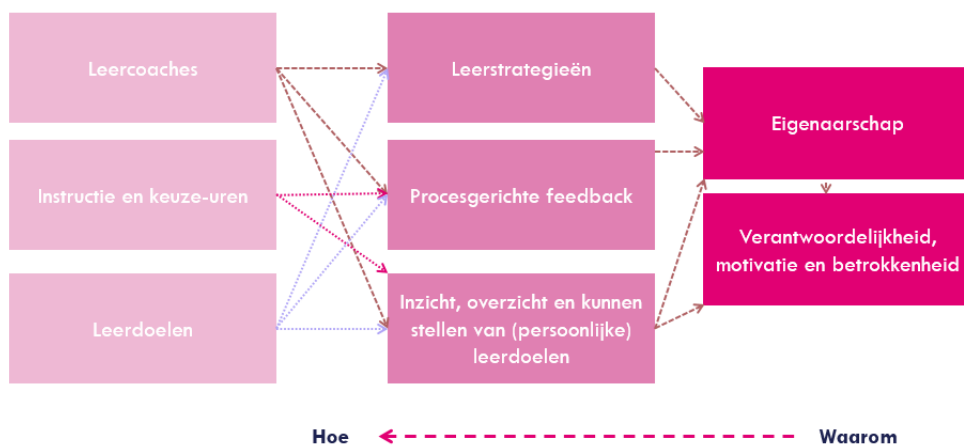 Leercoaches
Leerstrategieën
Eigenaarschap
Instructie en keuze-uren
Procesgerichte feedback
Verantwoordelijkheid,
motivatie en betrokkenheid
Leerdoelen
Inzicht, overzicht en kunnen
stellen van (persoonlijke)
leerdoelen
Hoe
Waarom